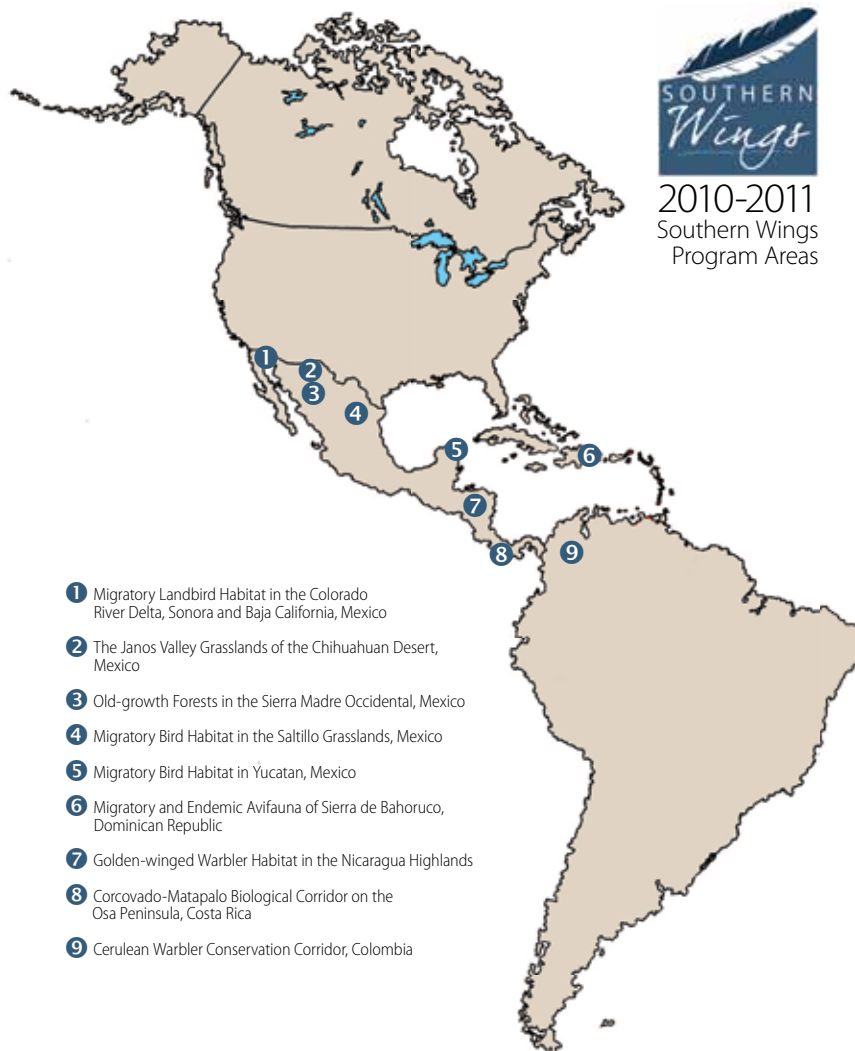 SOUTHERN
Wings
2010-2011
Southern Wings
Program Areas
1
2
3
4
5
6
7
8
9
1 Migratory Landbird Habitat in the Colorado
River Delta, Sonora and Baja California, Mexico
2 The Janos Valley Grasslands of the Chihuahuan Desert,
Mexico
3 Old-growth Forests in the Sierra Madre Occidental, Mexico
4 Migratory Bird Habitat in the Saltillo Grasslands, Mexico
5 Migratory Bird Habitat in Yucatan, Mexico
6 Migratory and Endemic Avifauna of Sierra de Bahoruco,
Dominican Republic
7 Golden-winged Warbler Habitat in the Nicaragua Highlands
8 Corcovado-Matapalo Biological Corridor on the
Osa Peninsula, Costa Rica
9 Cerulean Warbler Conservation Corridor, Colombia